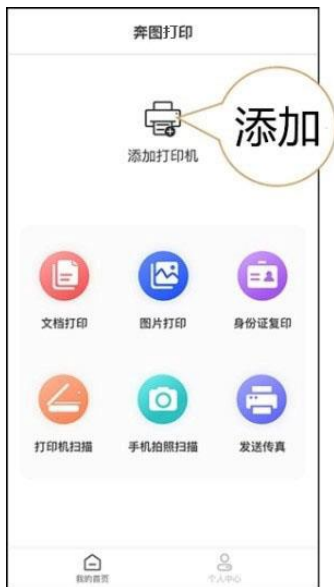 奔图打印
添加
添加打印机
文档打印
图片打印
身份证复印
打印机扫描
手机拍照扫描
发送传真
我的首页
个人中心